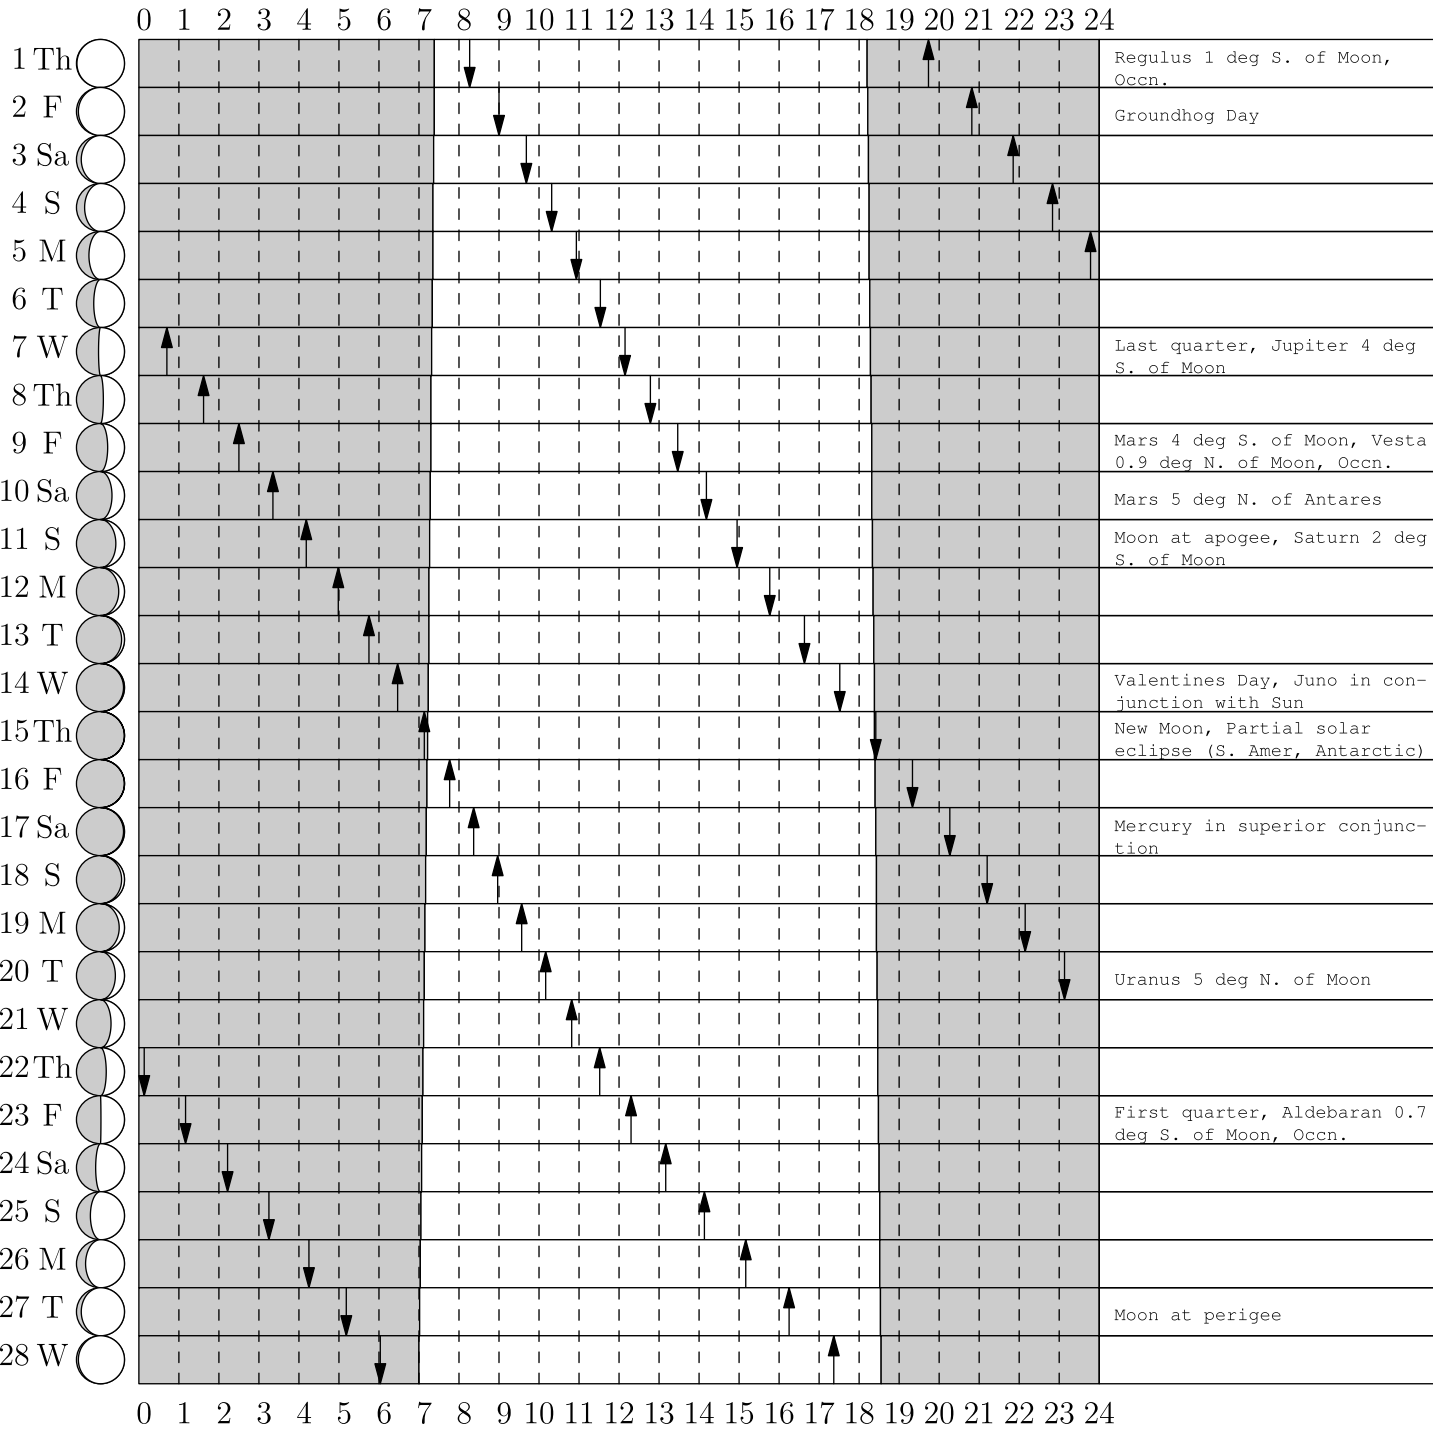 0 1 2 3 4 5 6 7 8 9 10 11 12 13 14 15 16 17 18 19 20 21 22 23 24
1 Th Regulus 1 deg S. of Moon,
Occn.
2 F Groundhog Day
3 Sa
4 S
5 M
6 T
7 W Last quarter, Jupiter 4 deg
S. of Moon
8 Th
9 F Mars 4 deg S. of Moon, Vesta
0.9 deg N. of Moon, Occn.
10 Sa Mars 5 deg N. of Antares
11 S Moon at apogee, Saturn 2 deg
S. of Moon
12 M
13 T
14 W Valentines Day, Juno in con-
junction with Sun
15 Th New Moon, Partial solar
eclipse (S. Amer, Antarctic)
16 F
17 Sa Mercury in superior conjunc-
tion
18 S
19 M
20 T Uranus 5 deg N. of Moon
21 W
22 Th
23 F First quarter, Aldebaran 0.7
deg S. of Moon, Occn.
24 Sa
25 S
26 M
27 T Moon at perigee
28 W
0 1 2 3 4 5 6 7 8 9 10 11 12 13 14 15 16 17 18 19 20 21 22 23 24